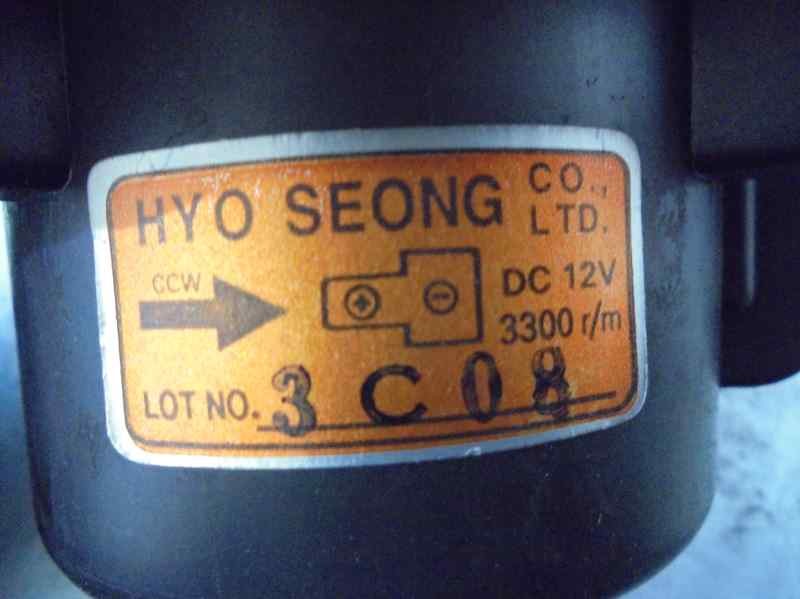 HYO SEONG CO., LTD.
CCW
+ -
DC 12V
3300 r/m
LOT NO. 3 C 0 8